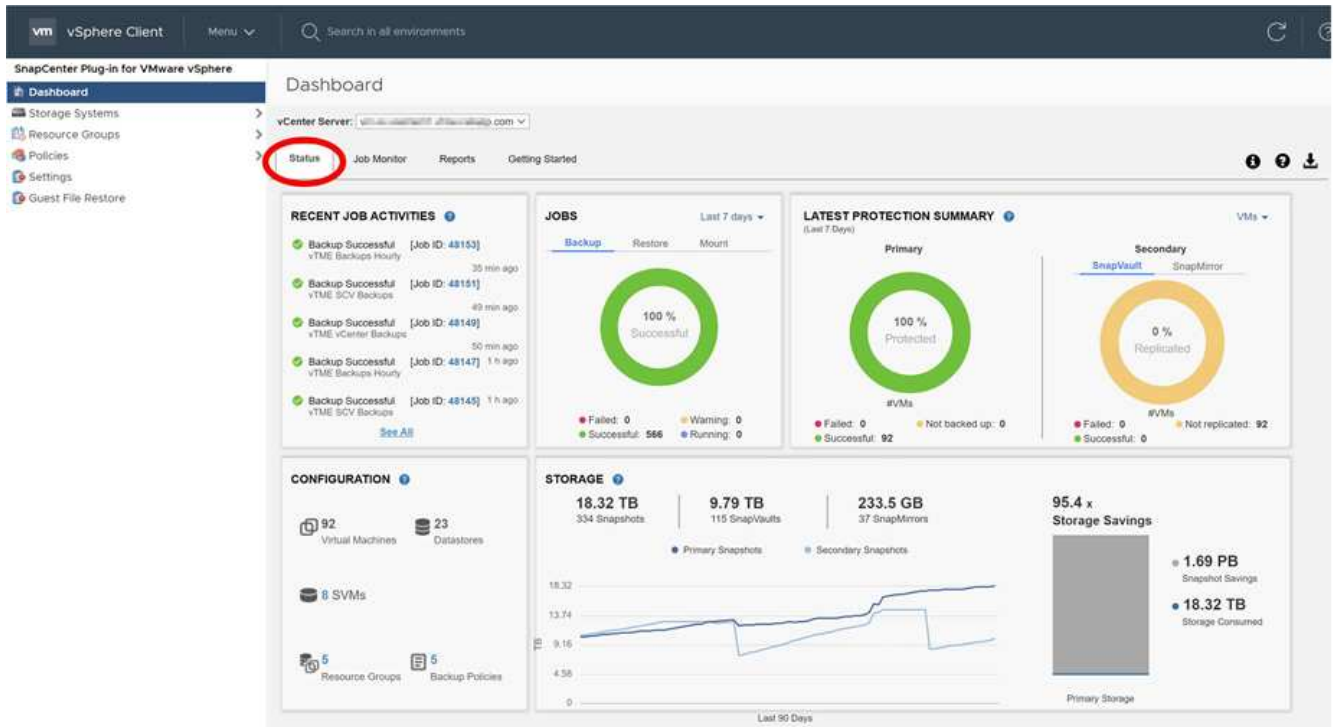 vm vSphere Client Menu Search in all environments
SnapCenter Plug-in for VMware vSphere
Dashboard
Storage Systems
Resource Groups
Policies
Settings
Guest File Restore
Dashboard
vCenter Server: .com
Status Job Monitor Reports Getting Started
RECENT JOB ACTIVITIES
Backup Successful [Job ID: 48153]
vTME Backups Hourly
35 min ago
Backup Successful [Job ID: 48151]
vTME SCV Backups
49 min ago
Backup Successful [Job ID: 48149]
vTME vCenter Backups
50 min ago
Backup Successful [Job ID: 48147] 1 h ago
vTME Backups Hourly
Backup Successful [Job ID: 48145] 1 h ago
vTME SCV Backups
See All
JOBS Last 7 days
Backup Restore Mount
100 %
Successful
Failed: 0 Warning: 0
Successful: 566 Running: 0
LATEST PROTECTION SUMMARY VMs
(Last 7 Days)
Primary
100 %
Protected
#VMs
Failed: 0 Not backed up: 0
Successful: 92
Secondary
SnapVault SnapMirror
0 %
Replicated
#VMs
Failed: 0 Not replicated: 92
Successful: 0
CONFIGURATION
92
Virtual Machines
23
Datastores
8 SVMs
5
Resource Groups
5
Backup Policies
STORAGE
18.32 TB 9.79 TB 233.5 GB
334 Snapshots 115 SnapVaults 37 SnapMirrors
Primary Snapshots Secondary Snapshots
18.32
13.74
9.16
4.58
0
TB
Last 90 Days
95.4 x
Storage Savings
1.69 PB
Snapshot Savings
18.32 TB
Storage Consumed
Primary Storage